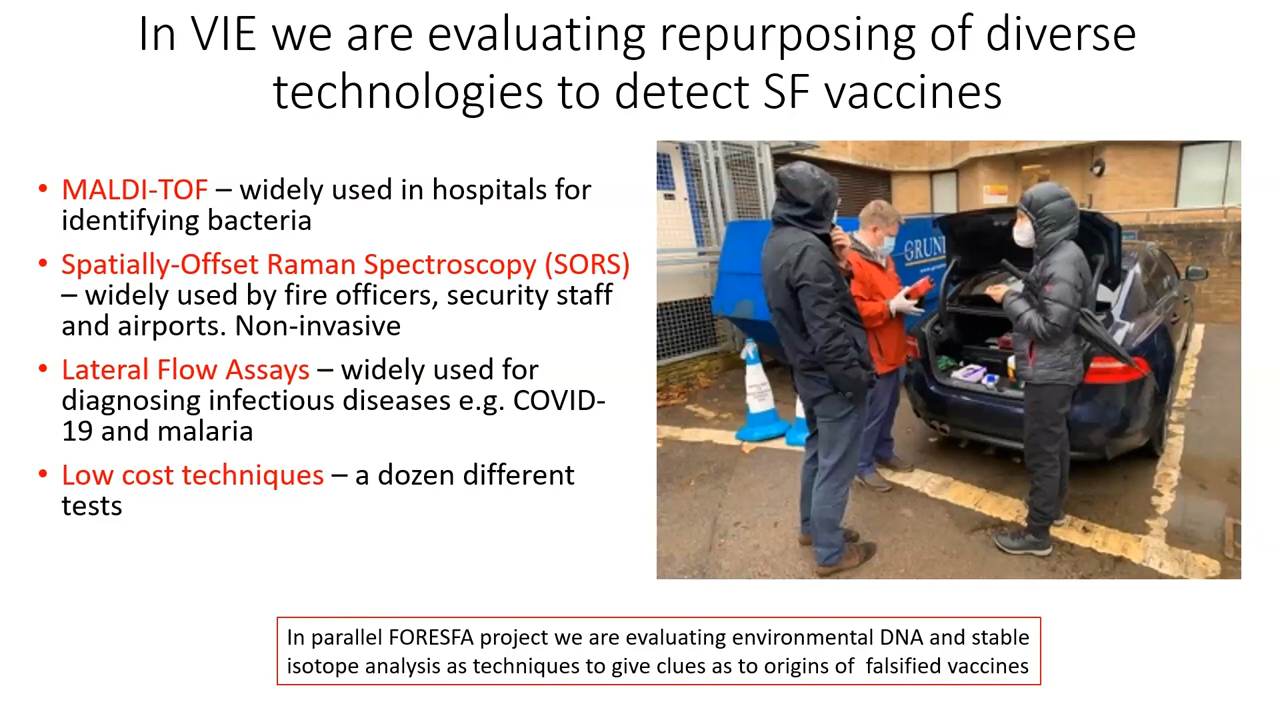 In VIE we are evaluating repurposing of diverse
technologies to detect SF vaccines
• MALDI-TOF – widely used in hospitals for
identifying bacteria
• Spatially-Offset Raman Spectroscopy (SORS)
– widely used by fire officers, security staff
and airports. Non-invasive
• Lateral Flow Assays – widely used for
diagnosing infectious diseases e.g. COVID-
19 and malaria
• Low cost techniques – a dozen different
tests
GRUN
In parallel FORESFA project we are evaluating environmental DNA and stable
isotope analysis as techniques to give clues as to origins of falsified vaccines